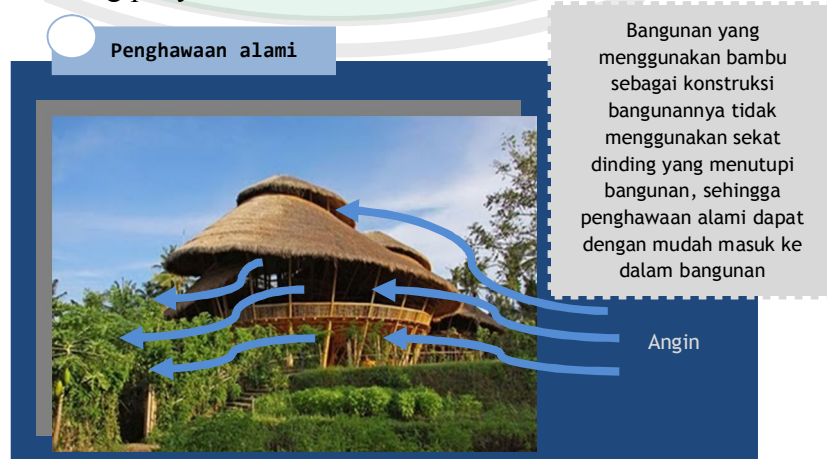 Penghawaan alami
Bangunan yang
menggunakan bambu
sebagai konstruksi
bangunannya tidak
menggunakan sekat
dinding yang menutupi
bangunan, sehingga
penghawaan alami dapat
dengan mudah masuk ke
dalam bangunan
Angin